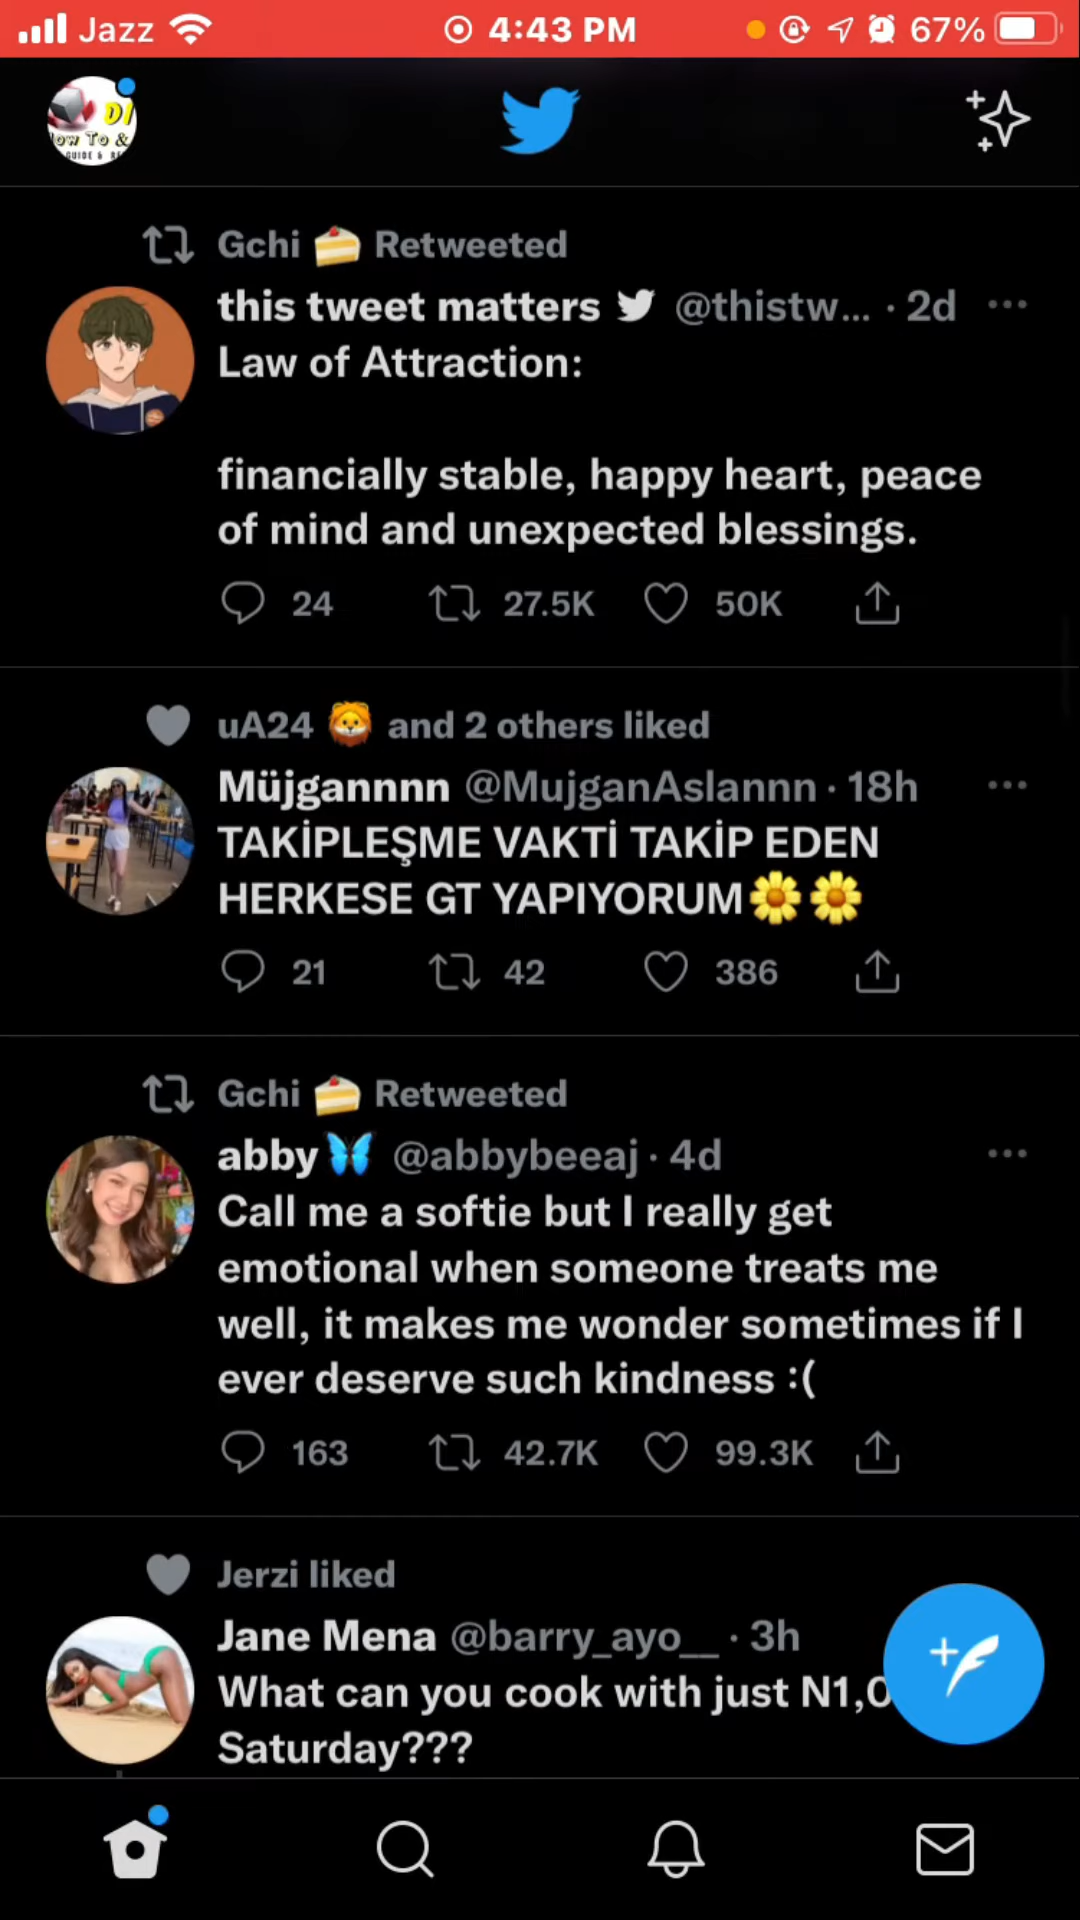 Jazz 4:43 PM 67%
DI
ow To &
GUIDE & RE
Gchi 🍰 Retweeted
this tweet matters @thistw... · 2d
Law of Attraction:
financially stable, happy heart, peace
of mind and unexpected blessings.
24 27.5K 50K
uA24 🦁 and 2 others liked
Müjgannnn @MujganAslannn · 18h
TAKİPLEŞME VAKTİ TAKİP EDEN
HERKESE GT YAPIYORUM🌼🌼
21 42 386
Gchi 🍰 Retweeted
abby🦋 @abbybeeaj · 4d
Call me a softie but I really get
emotional when someone treats me
well, it makes me wonder sometimes if I
ever deserve such kindness :(
163 42.7K 99.3K
Jerzi liked
Jane Mena @barry_ayo__ · 3h
What can you cook with just N1,0
Saturday???